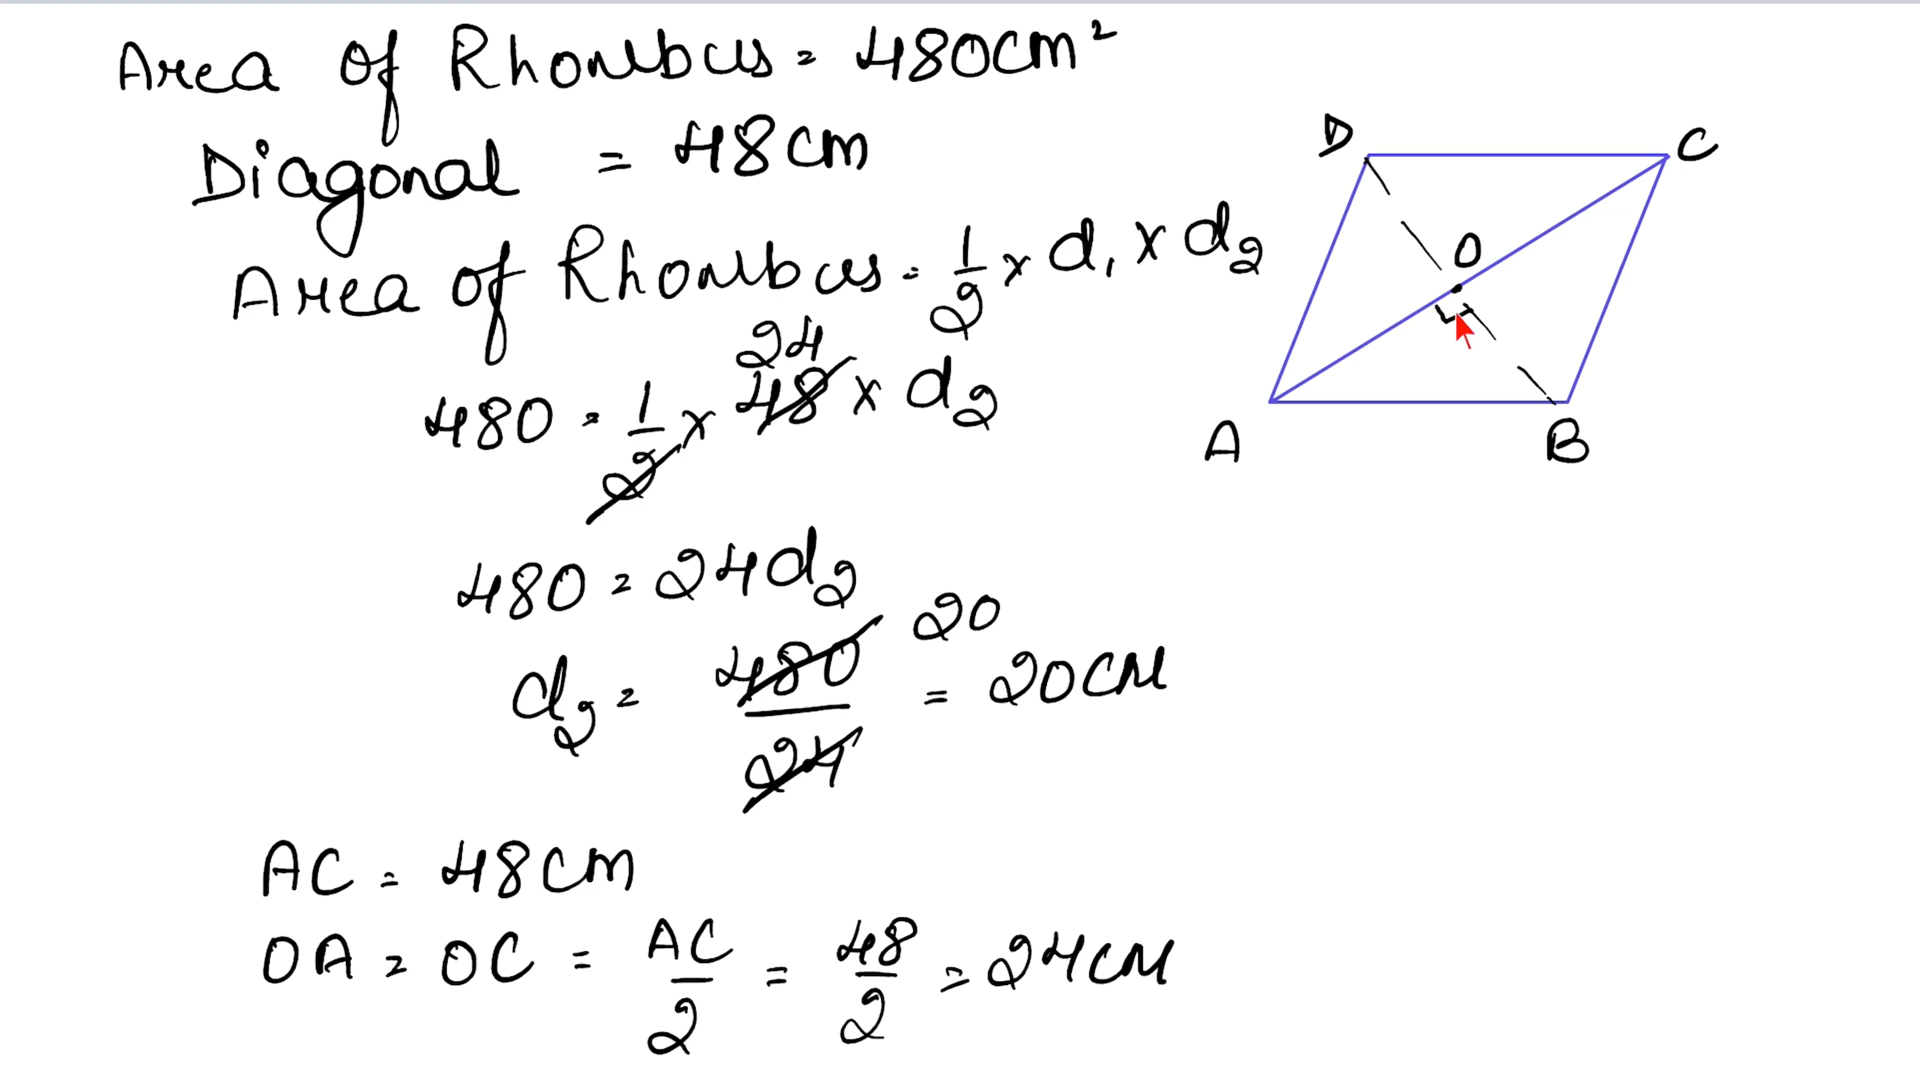 Area of Rhombus = 480cm²
Diagonal = 48cm
Area of Rhombus = 1/2 x d₁ x d₂
24
480 = 1/2 x 48 x d₂
480 = 24d₂
20
d₂ = 480/24 = 20cm
AC = 48cm
OA = OC = AC/2 = 48/2 = 24cm
D
C
O
A
B